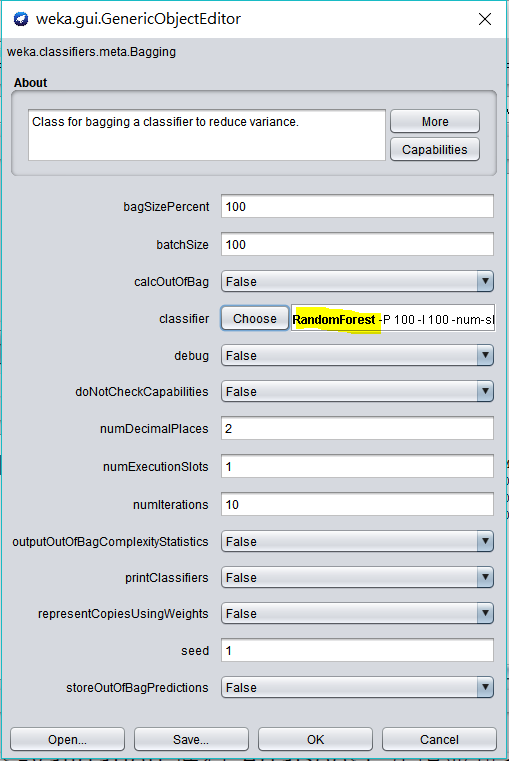 weka.gui.GenericObjectEditor
weka.classifiers.meta.Bagging
About
Class for bagging a classifier to reduce variance.
More
Capabilities
bagSizePercent 100
batchSize 100
calcOutOfBag False
classifier Choose RandomForest -P 100 -I 100 -num-sl
debug False
doNotCheckCapabilities False
numDecimalPlaces 2
numExecutionSlots 1
numIterations 10
outputOutOfBagComplexityStatistics False
printClassifiers False
representCopiesUsingWeights False
seed 1
storeOutOfBagPredictions False
Open... Save... OK Cancel